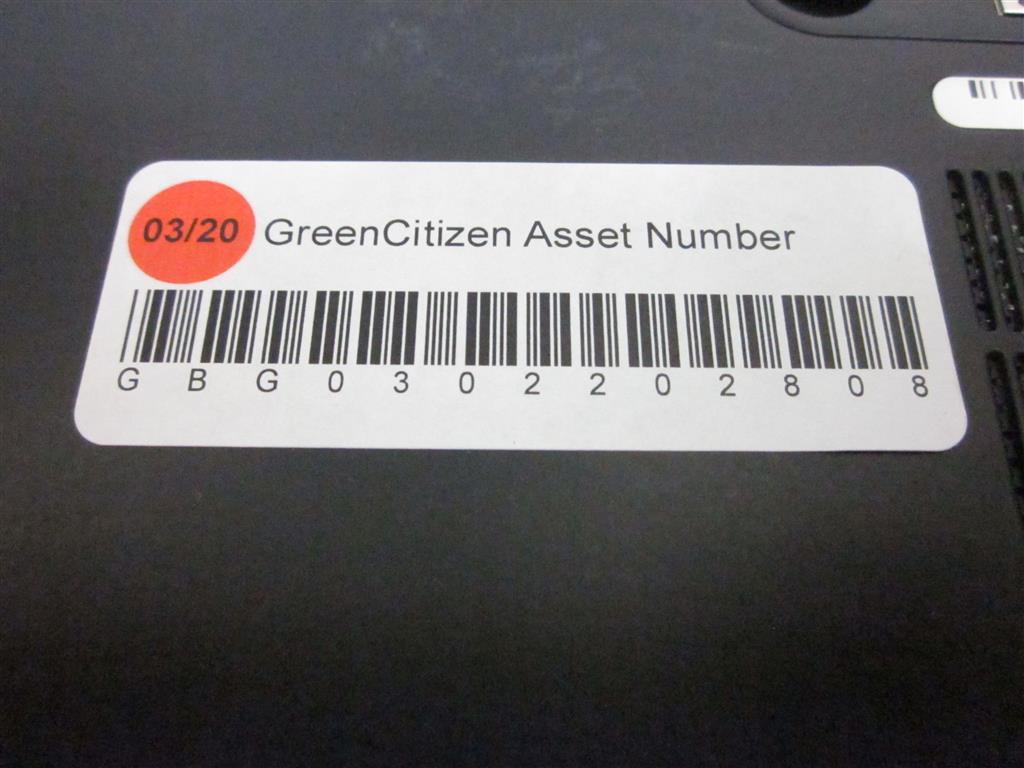 03/20 GreenCitizen Asset Number
G B G 0 3 0 2 2 0 2 8 0 8